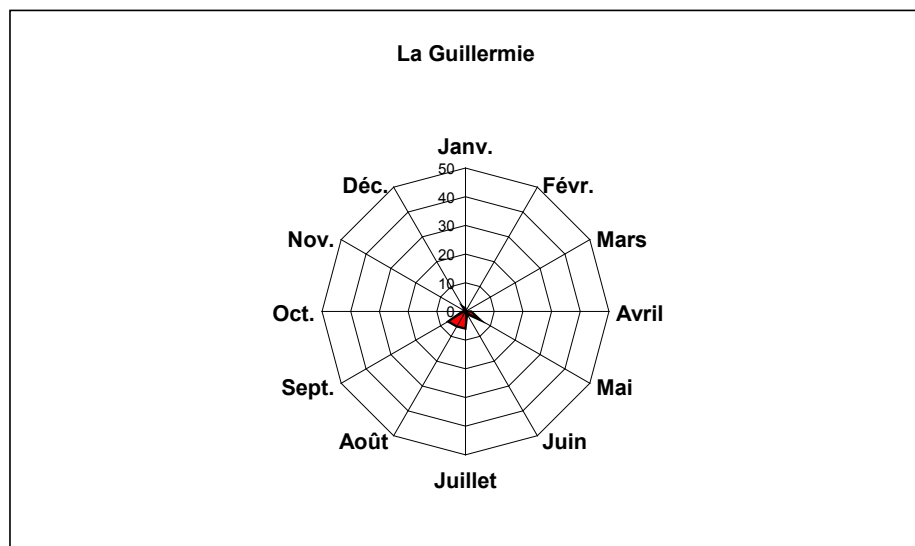 La Guillermie
Janv.
50
Déc.
Févr.
40
30
Nov.
Mars
20
10
Oct.
0
Avril
Sept.
Mai
Août
Juin
Juillet